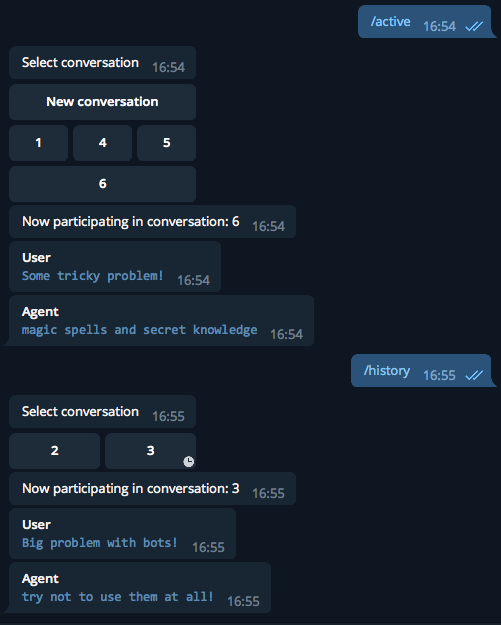 /active 16:54
Select conversation 16:54
New conversation
1 4 5
6
Now participating in conversation: 6 16:54
User
Some tricky problem! 16:54
Agent
magic spells and secret knowledge 16:54
/history 16:55
Select conversation 16:55
2 3
Now participating in conversation: 3 16:55
User
Big problem with bots! 16:55
Agent
try not to use them at all! 16:55